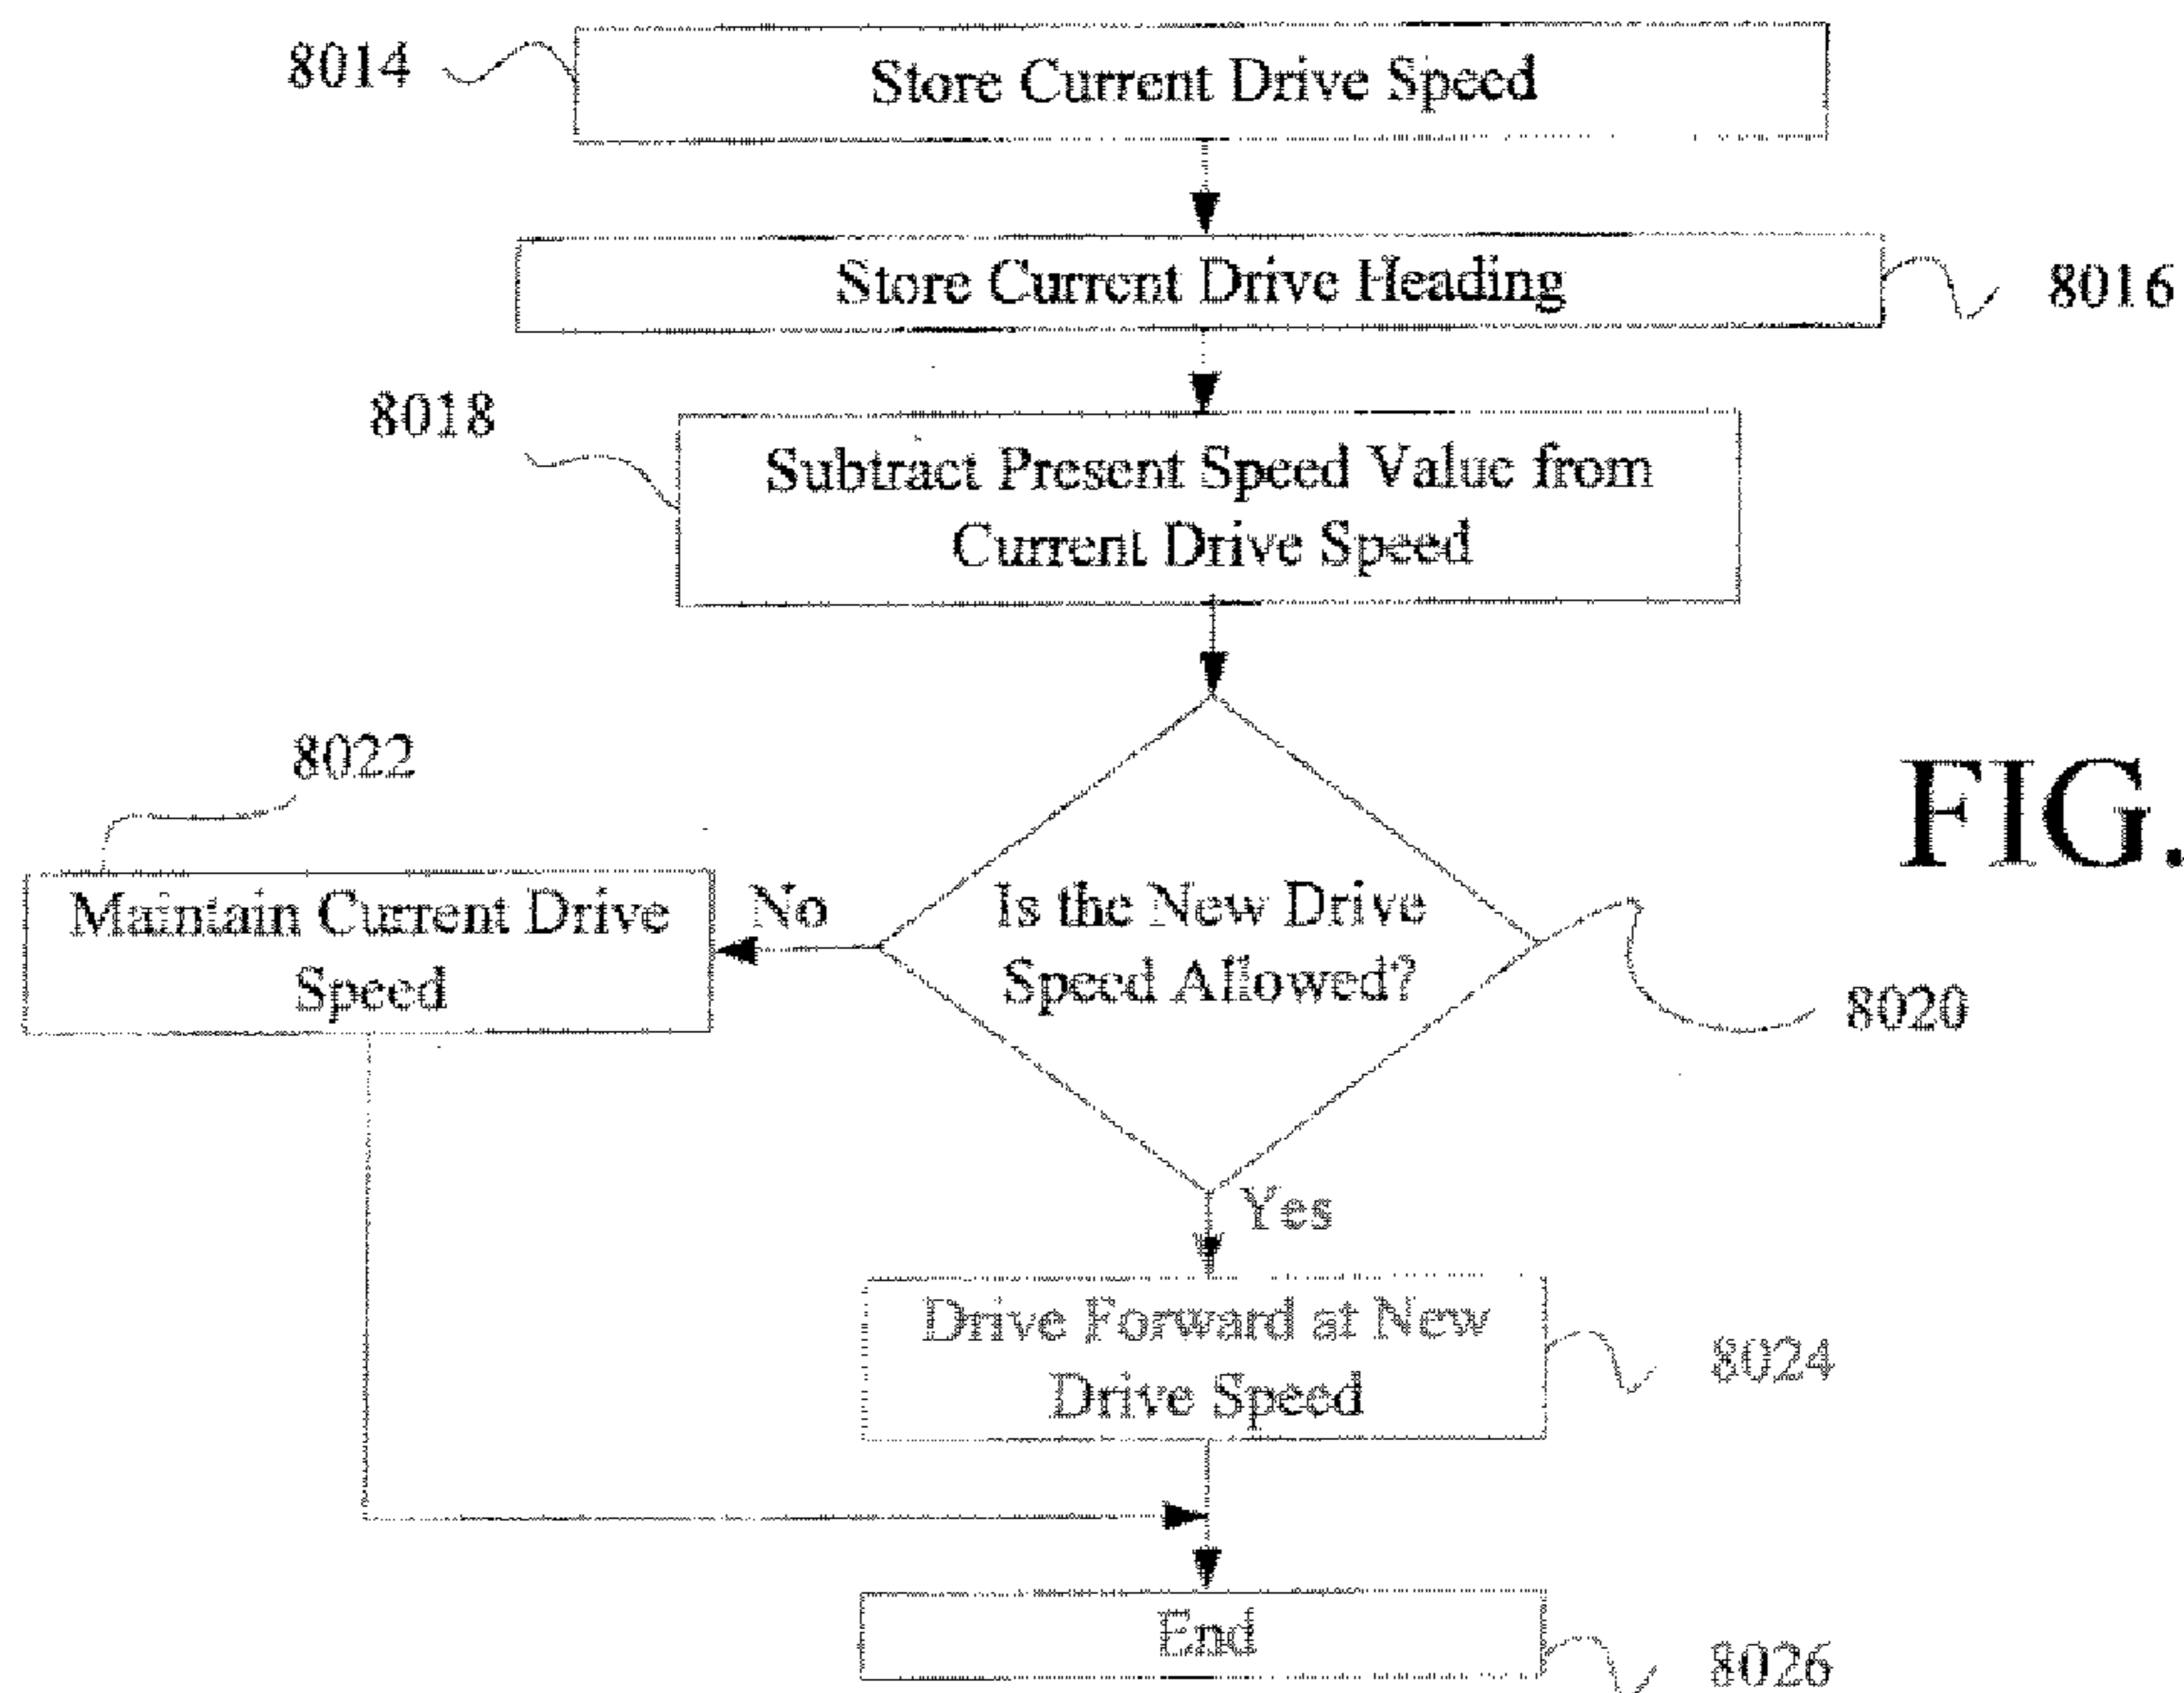 8014
Store Current Drive Speed
Store Current Drive Heading
8016
8018
Subtract Present Speed Value from
Current Drive Speed
8022
FIG.
Maintain Current Drive
Speed
No
Is the New Drive
Speed Allowed?
8020
Yes
Drive Forward at New
Drive Speed
8024
End
8026